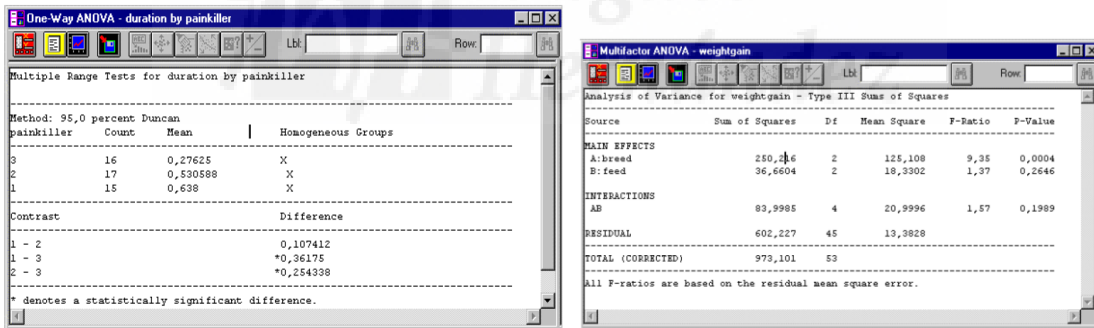 One-Way ANOVA - duration by painkiller
Lbl:
Row:
Multiple Range Tests for duration by painkiller
Method: 95,0 percent Duncan
painkiller Count Mean Homogeneous Groups
3 16 0,27625 X
2 17 0,530588 X
1 15 0,638 X
Contrast Difference
1 - 2 0,107412
1 - 3 *0,36175
2 - 3 *0,254338
* denotes a statistically significant difference.
Multifactor ANOVA - weightgain
Lbl:
Row:
Analysis of Variance for weightgain - Type III Sums of Squares
Source Sum of Squares Df Mean Square F-Ratio P-Value
MAIN EFFECTS
A:breed 250,216 2 125,108 9,35 0,0004
B:feed 36,6604 2 18,3302 1,37 0,2646
INTERACTIONS
AB 83,9985 4 20,9996 1,57 0,1989
RESIDUAL 602,227 45 13,3828
TOTAL (CORRECTED) 973,101 53
All F-ratios are based on the residual mean square error.